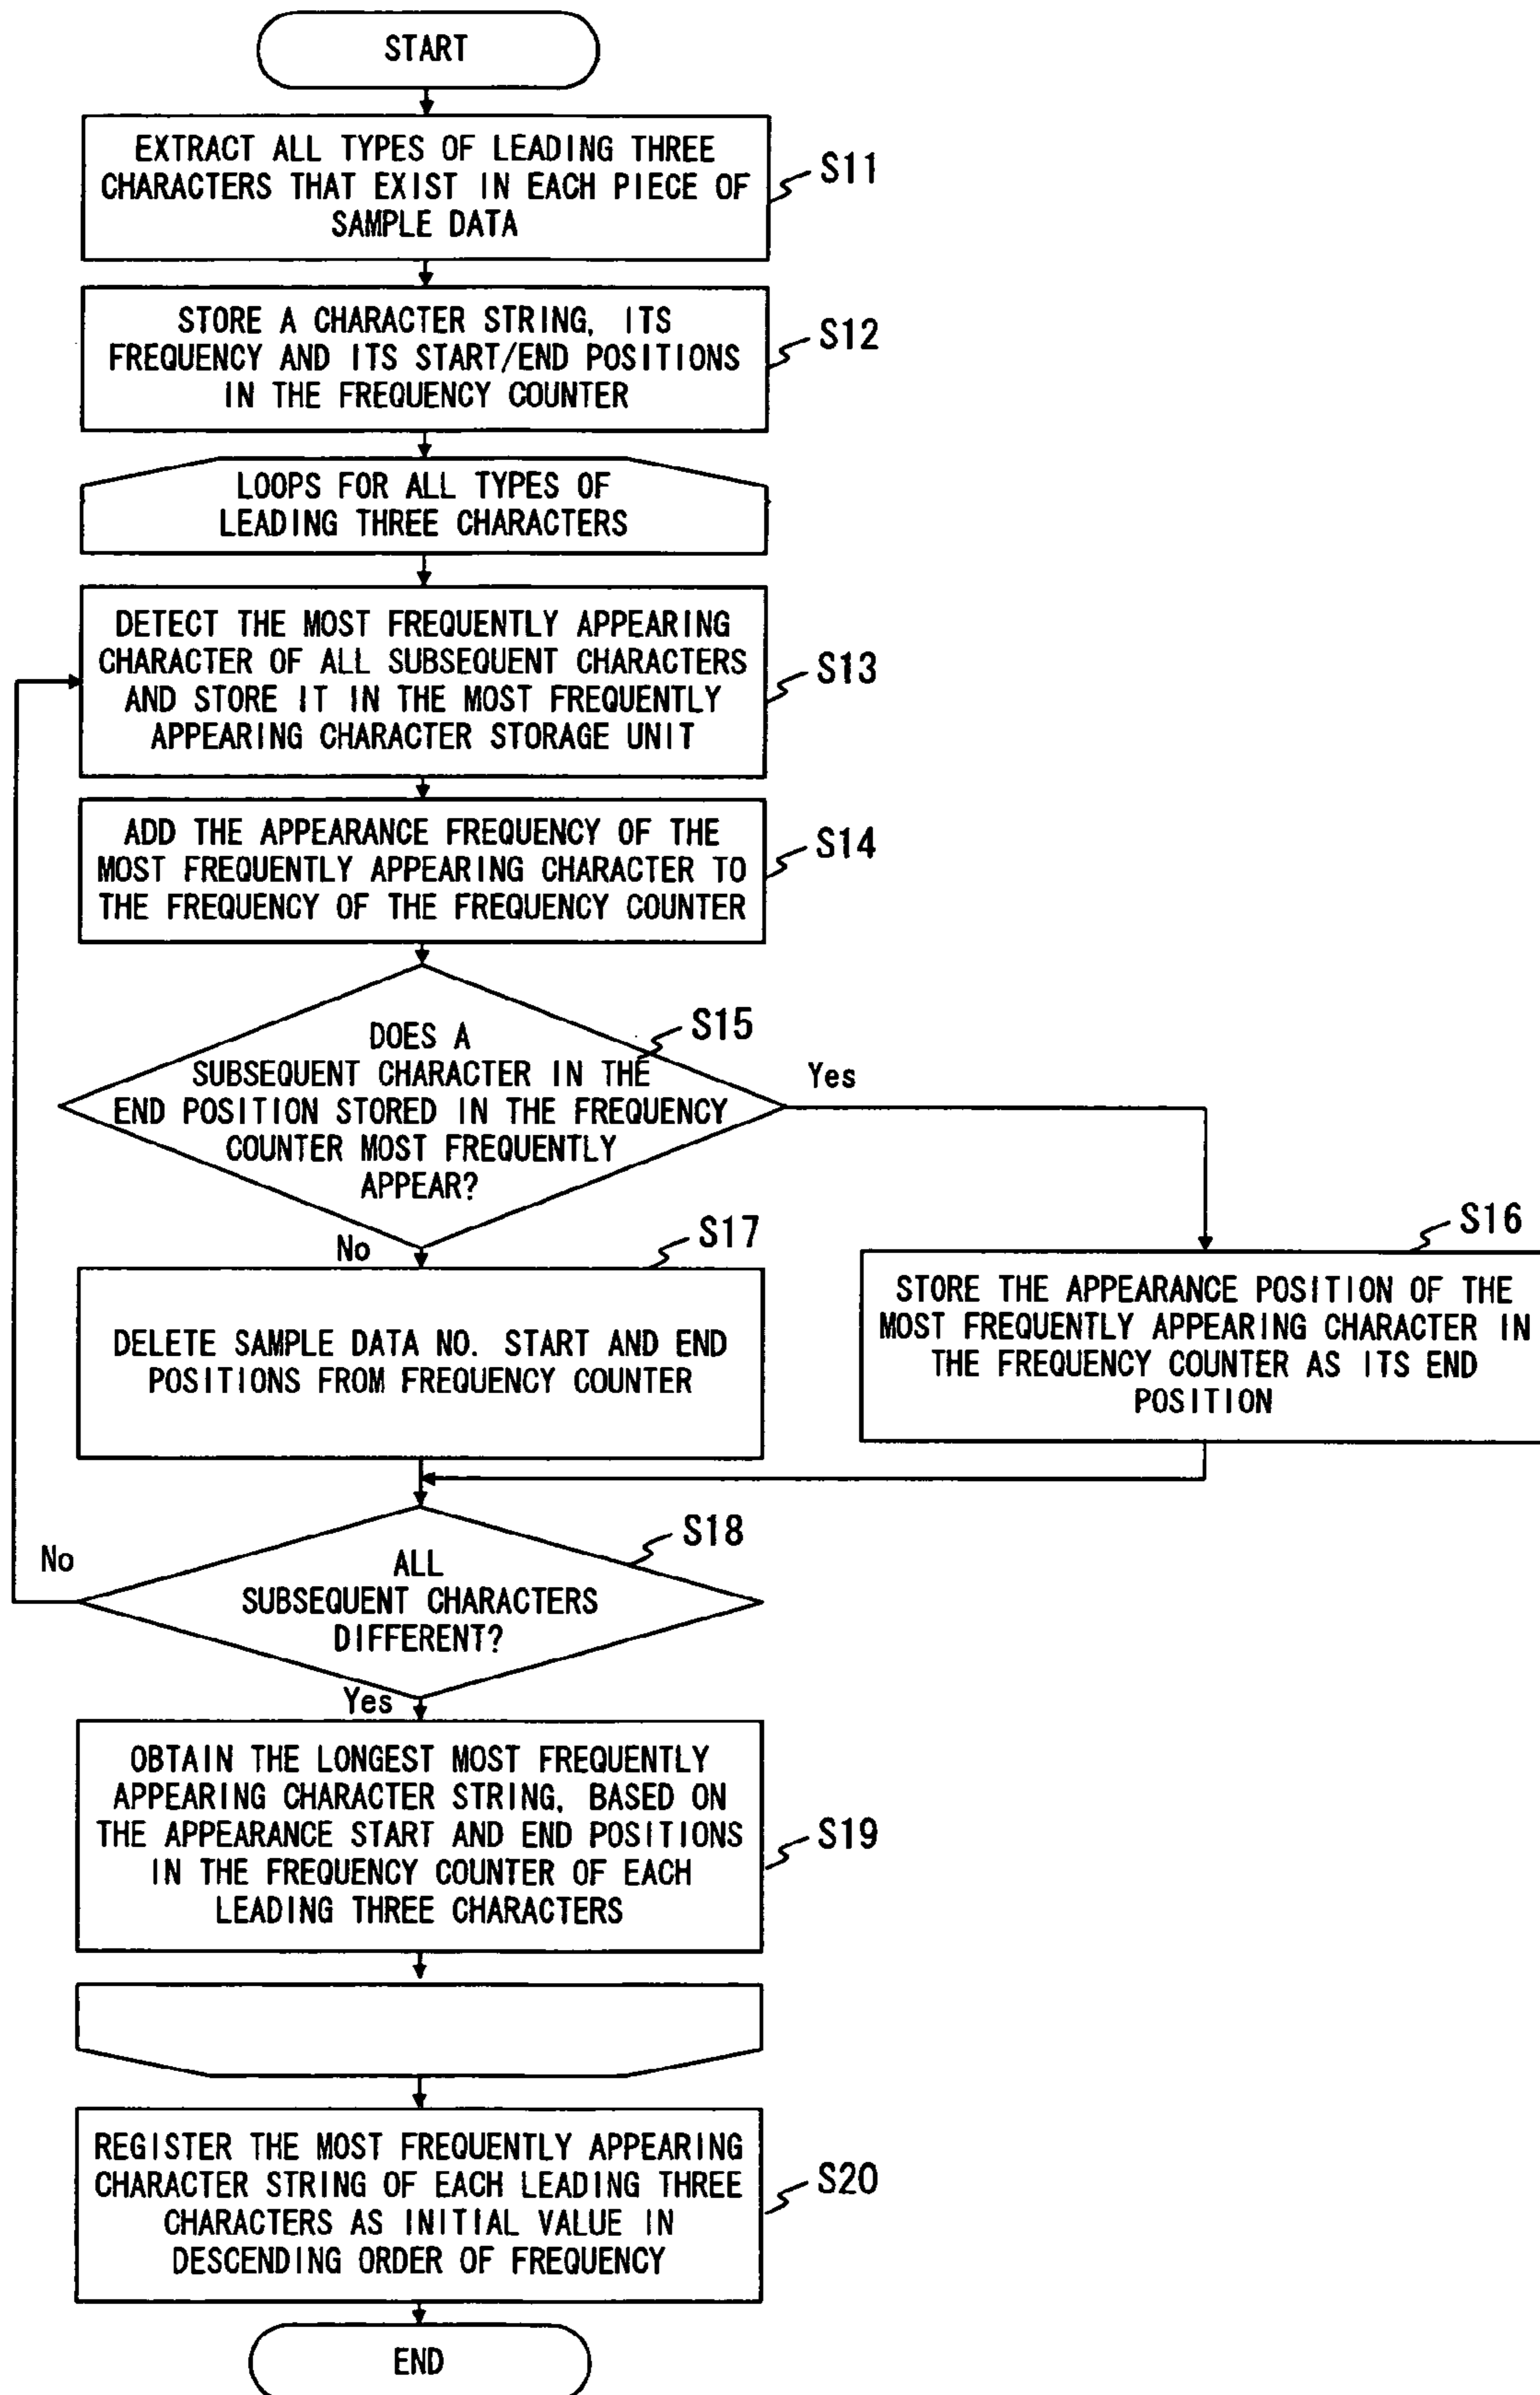 START
EXTRACT ALL TYPES OF LEADING THREE
CHARACTERS THAT EXIST IN EACH PIECE OF
SAMPLE DATA
S11
STORE A CHARACTER STRING, ITS
FREQUENCY AND ITS START/END POSITIONS
IN THE FREQUENCY COUNTER
S12
LOOPS FOR ALL TYPES OF
LEADING THREE CHARACTERS
DETECT THE MOST FREQUENTLY APPEARING
CHARACTER OF ALL SUBSEQUENT CHARACTERS
AND STORE IT IN THE MOST FREQUENTLY
APPEARING CHARACTER STORAGE UNIT
S13
ADD THE APPEARANCE FREQUENCY OF THE
MOST FREQUENTLY APPEARING CHARACTER TO
THE FREQUENCY OF THE FREQUENCY COUNTER
S14
DOES A
SUBSEQUENT CHARACTER IN THE
END POSITION STORED IN THE FREQUENCY
COUNTER MOST FREQUENTLY
APPEAR?
S15
Yes
No
S17
DELETE SAMPLE DATA NO. START AND END
POSITIONS FROM FREQUENCY COUNTER
S16
STORE THE APPEARANCE POSITION OF THE
MOST FREQUENTLY APPEARING CHARACTER IN
THE FREQUENCY COUNTER AS ITS END
POSITION
S18
No
ALL
SUBSEQUENT CHARACTERS
DIFFERENT?
Yes
OBTAIN THE LONGEST MOST FREQUENTLY
APPEARING CHARACTER STRING, BASED ON
THE APPEARANCE START AND END POSITIONS
IN THE FREQUENCY COUNTER OF EACH
LEADING THREE CHARACTERS
S19
REGISTER THE MOST FREQUENTLY APPEARING
CHARACTER STRING OF EACH LEADING THREE
CHARACTERS AS INITIAL VALUE IN
DESCENDING ORDER OF FREQUENCY
S20
END